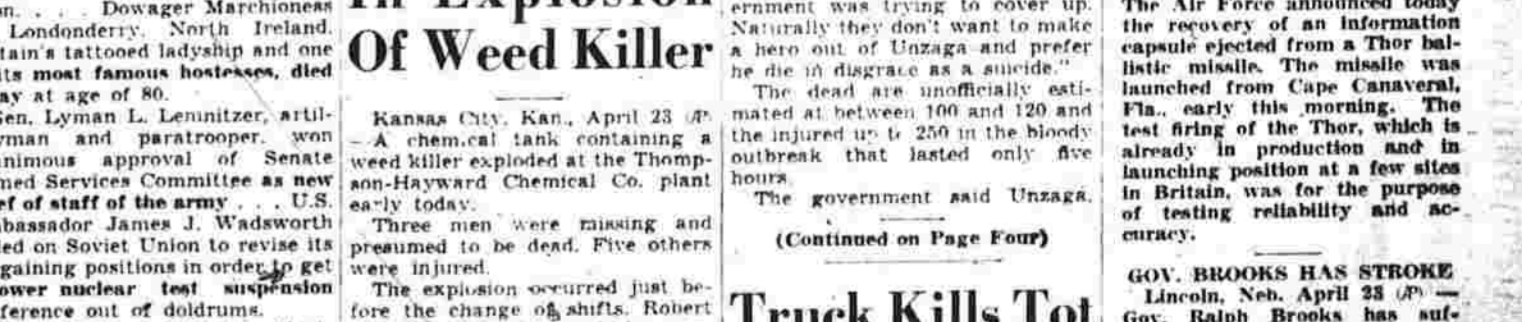 Dowager Marchioness
Londonderry, North Ireland,
tain's tattooed ladyship and one
its most famous hostesses, died
ay at age of 80.
en. Lyman L. Lemnitzer, artil-
yman and paratrooper, won
nimous approval of Senate
med Services Committee as new
ef of staff of the army . . . U.S.
bassador James J. Wadsworth
ed on Soviet Union to revise its
gaining positions in order to get
ower nuclear test suspension
ference out of doldrums.
In Explosion
Of Weed Killer
Kansas City, Kan., April 23 (AP)
— A chemical tank containing a
weed killer exploded at the Thomp-
son-Hayward Chemical Co. plant
early today.
Three men were missing and
presumed to be dead. Five others
were injured.
The explosion occurred just be-
fore the change of shifts. Robert
ernment was trying to cover up.
Naturally they don't want to make
a hero out of Unzaga and prefer
he die in disgrace as a suicide."
The dead are unofficially esti-
mated at between 100 and 120 and
the injured up to 250 in the bloody
outbreak that lasted only five
hours.
The government said Unzaga,
(Continued on Page Four)
Truck Kills Tot
The Air Force announced today
the recovery of an information
capsule ejected from a Thor bal-
listic missile. The missile was
launched from Cape Canaveral,
Fla., early this morning. The
test firing of the Thor, which is
already in production and in
launching position at a few sites
in Britain, was for the purpose
of testing reliability and ac-
curacy.
GOV. BROOKS HAS STROKE
Lincoln, Neb. April 23 (AP) —
Gov. Ralph Brooks has suf-